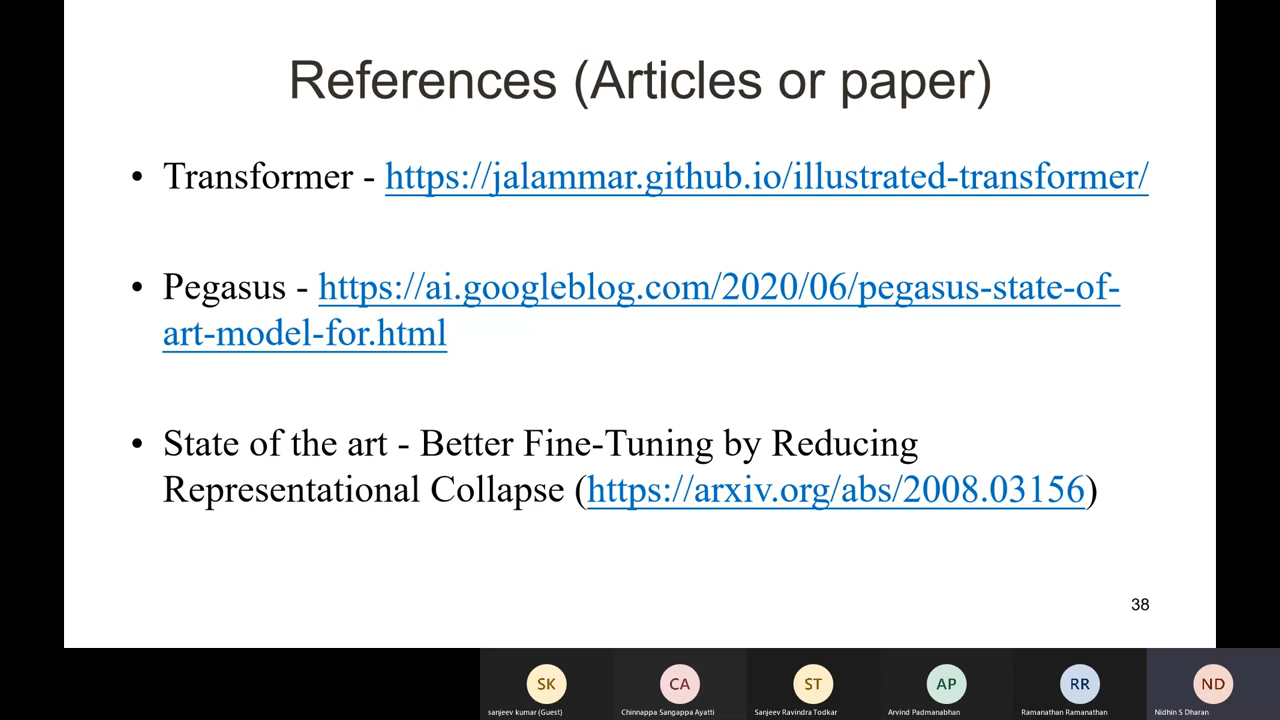 References (Articles or paper)
• Transformer - https://jalammar.github.io/illustrated-transformer/
• Pegasus - https://ai.googleblog.com/2020/06/pegasus-state-of-
art-model-for.html
• State of the art - Better Fine-Tuning by Reducing
Representational Collapse (https://arxiv.org/abs/2008.03156)
38
SK CA ST AP RR ND
sanjeev kumar (Guest) Chinnappa Sangappa Ayatti Sanjeev Ravindra Todkar Arvind Padmanabhan Ramanathan Ramanathan Nidhin S Dharan